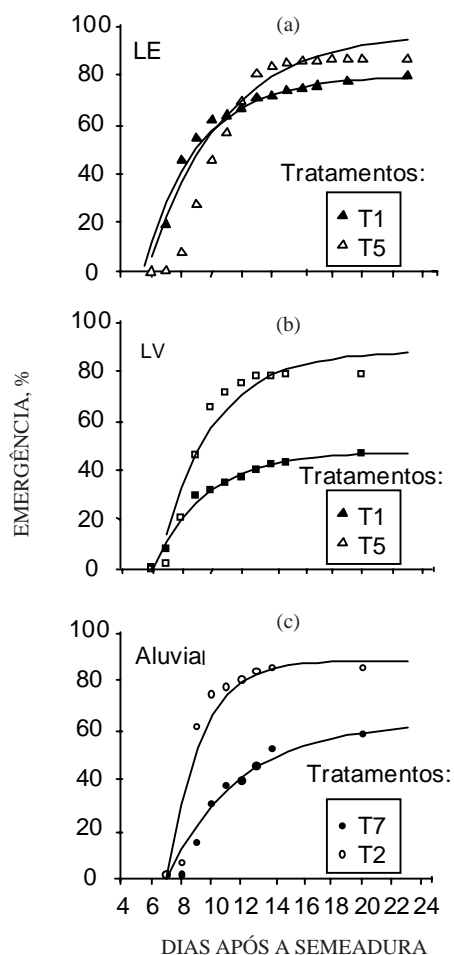 (a)
100
LE
80
60
40
20
0
Tratamentos:
T1
T5
(b)
100
LV
80
60
40
20
0
Tratamentos:
T1
T5
EMERGÊNCIA, %
(c)
100
Aluvial
80
60
40
20
0
Tratamentos:
T7
T2
4 6 8 10 12 14 16 18 20 22 24
DIAS APÓS A SEMEADURA